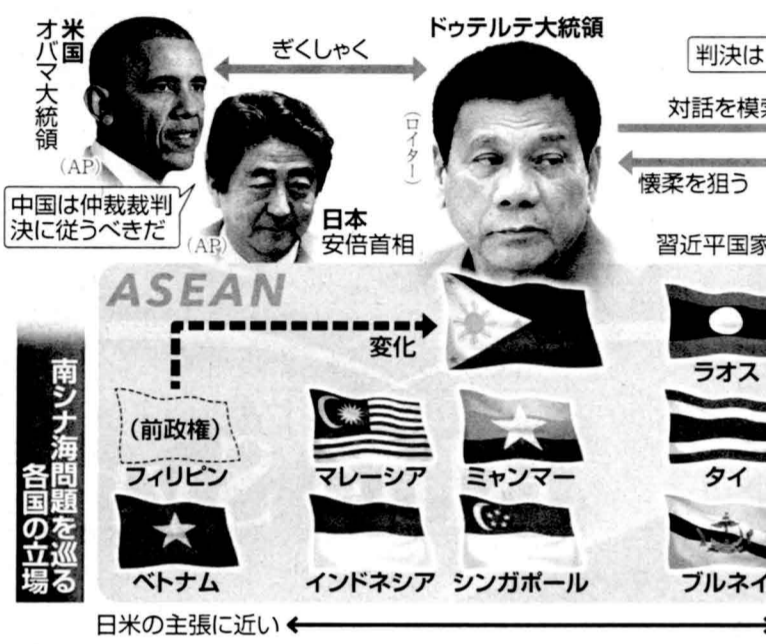 米国
オバマ大統領
(AP)
ぎくしゃく
ドゥテルテ大統領
(ロイター)
判決は
対話を模索
懐柔を狙う
習近平国家
中国は仲裁裁判
決に従うべきだ
(AP)
日本
安倍首相
ASEAN
変化
ラオス
(前政権)
フィリピン
マレーシア
ミャンマー
タイ
ベトナム
インドネシア
シンガポール
ブルネイ
南シナ海問題を巡る
各国の立場
日米の主張に近い